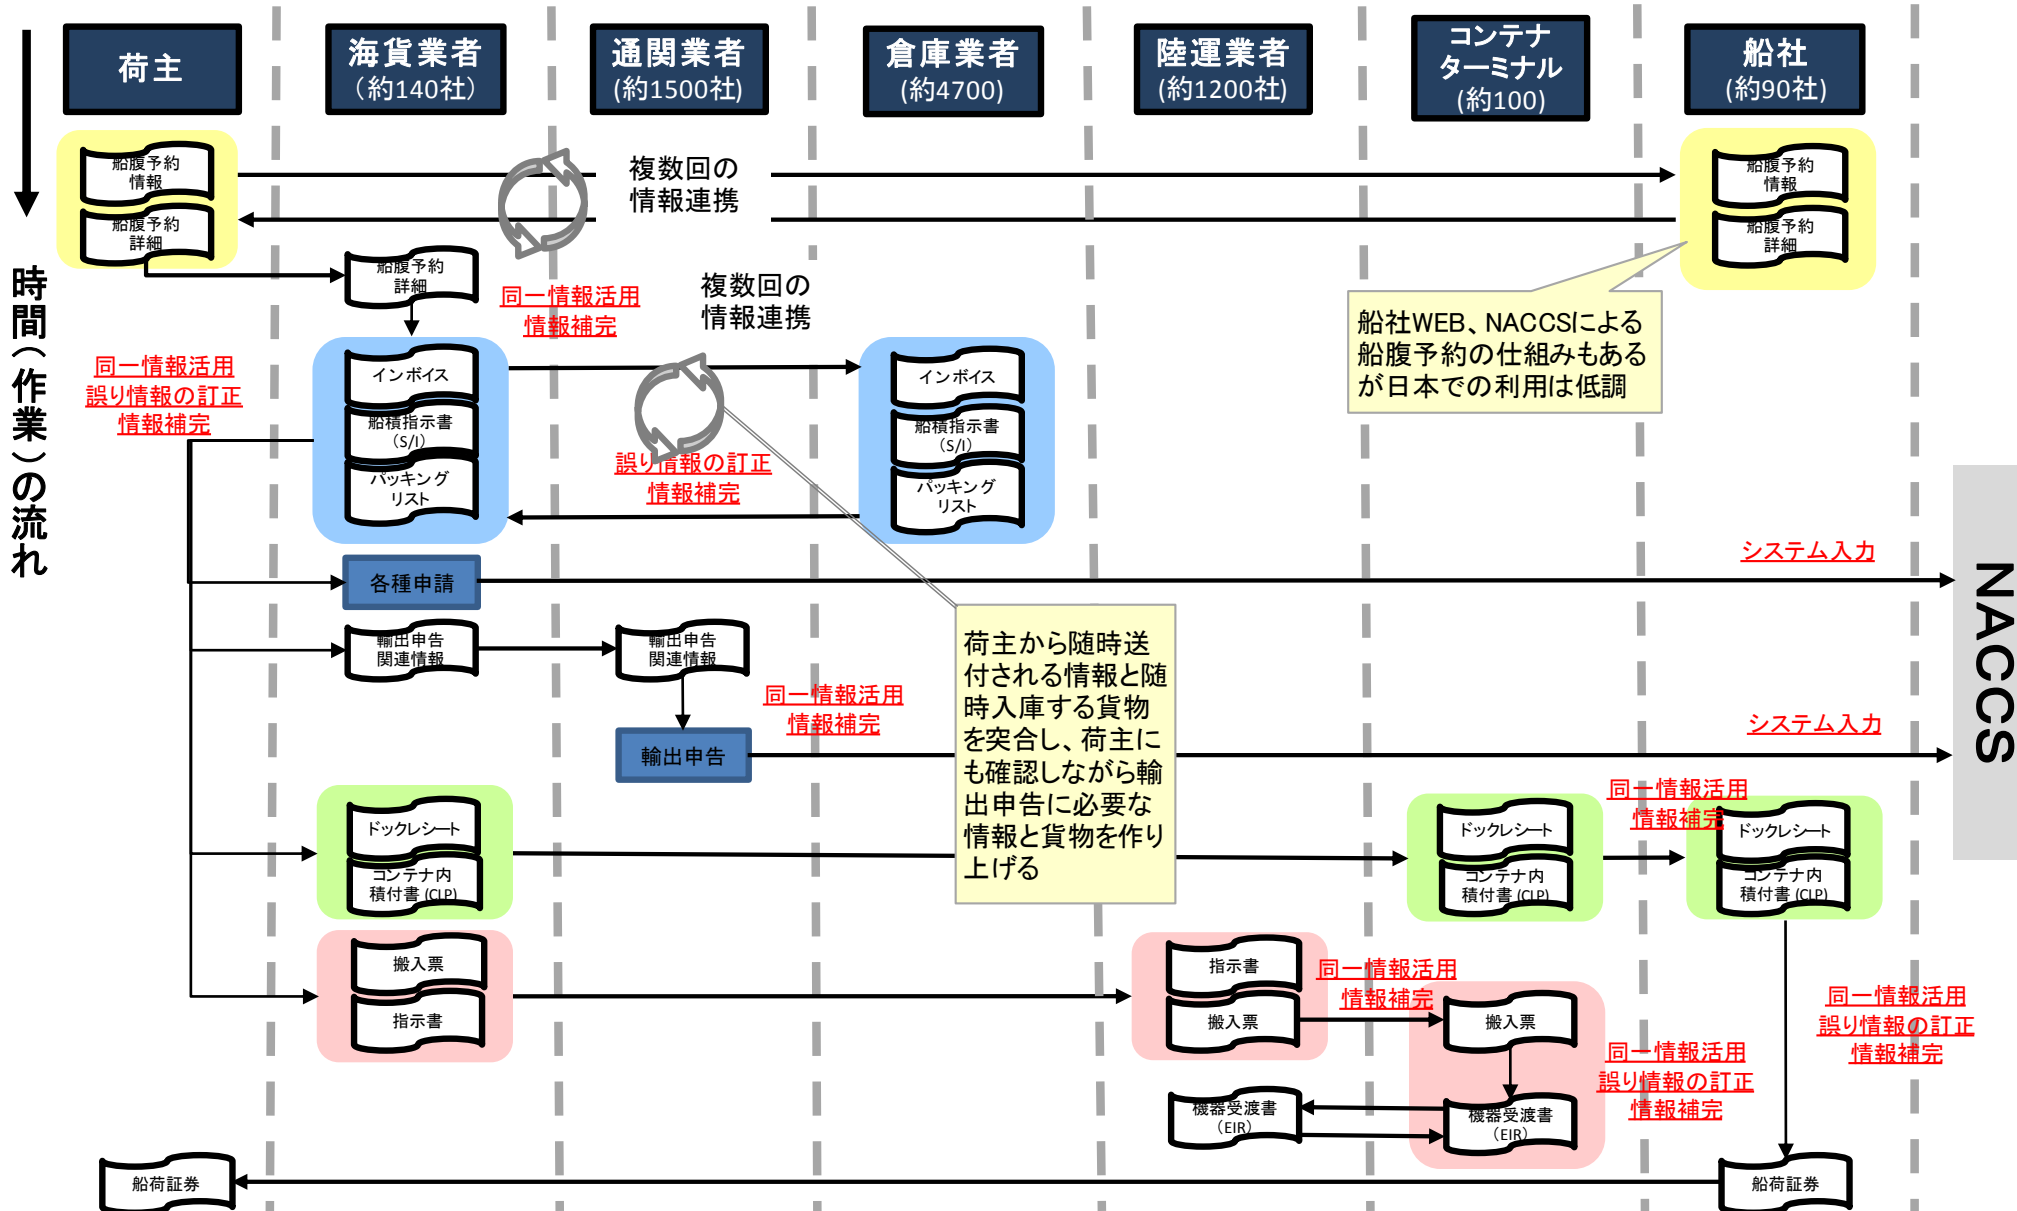 荷主
海貨業者
（約140社）
通関業者
(約1500社)
倉庫業者
(約4700)
陸運業者
(約1200社)
コンテナ
ターミナル
(約100)
船社
(約90社)
時間（作業）の流れ
船腹予約
情報
船腹予約
詳細
複数回の
情報連携
船腹予約
情報
船腹予約
詳細
船腹予約
詳細
同一情報活用
情報補完
複数回の
情報連携
船社WEB、NACCSによる
船腹予約の仕組みもある
が日本での利用は低調
同一情報活用
誤り情報の訂正
情報補完
インボイス
船積指示書
（S/I）
パッキング
リスト
誤り情報の訂正
情報補完
インボイス
船積指示書
（S/I）
パッキング
リスト
各種申請
システム入力
NACCS
輸出申告
関連情報
輸出申告
関連情報
同一情報活用
情報補完
輸出申告
システム入力
荷主から随時送
付される情報と随
時入庫する貨物
を突合し、荷主に
も確認しながら輸
出申告に必要な
情報と貨物を作り
上げる
ドックレシート
コンテナ内
積付書(CLP)
ドックレシート
コンテナ内
積付書(CLP)
同一情報活用
情報補完
ドックレシート
コンテナ内
積付書(CLP)
搬入票
指示書
指示書
搬入票
同一情報活用
情報補完
搬入票
同一情報活用
誤り情報の訂正
情報補完
同一情報活用
誤り情報の訂正
情報補完
機器受渡書
（EIR）
機器受渡書
（EIR）
船荷証券
船荷証券